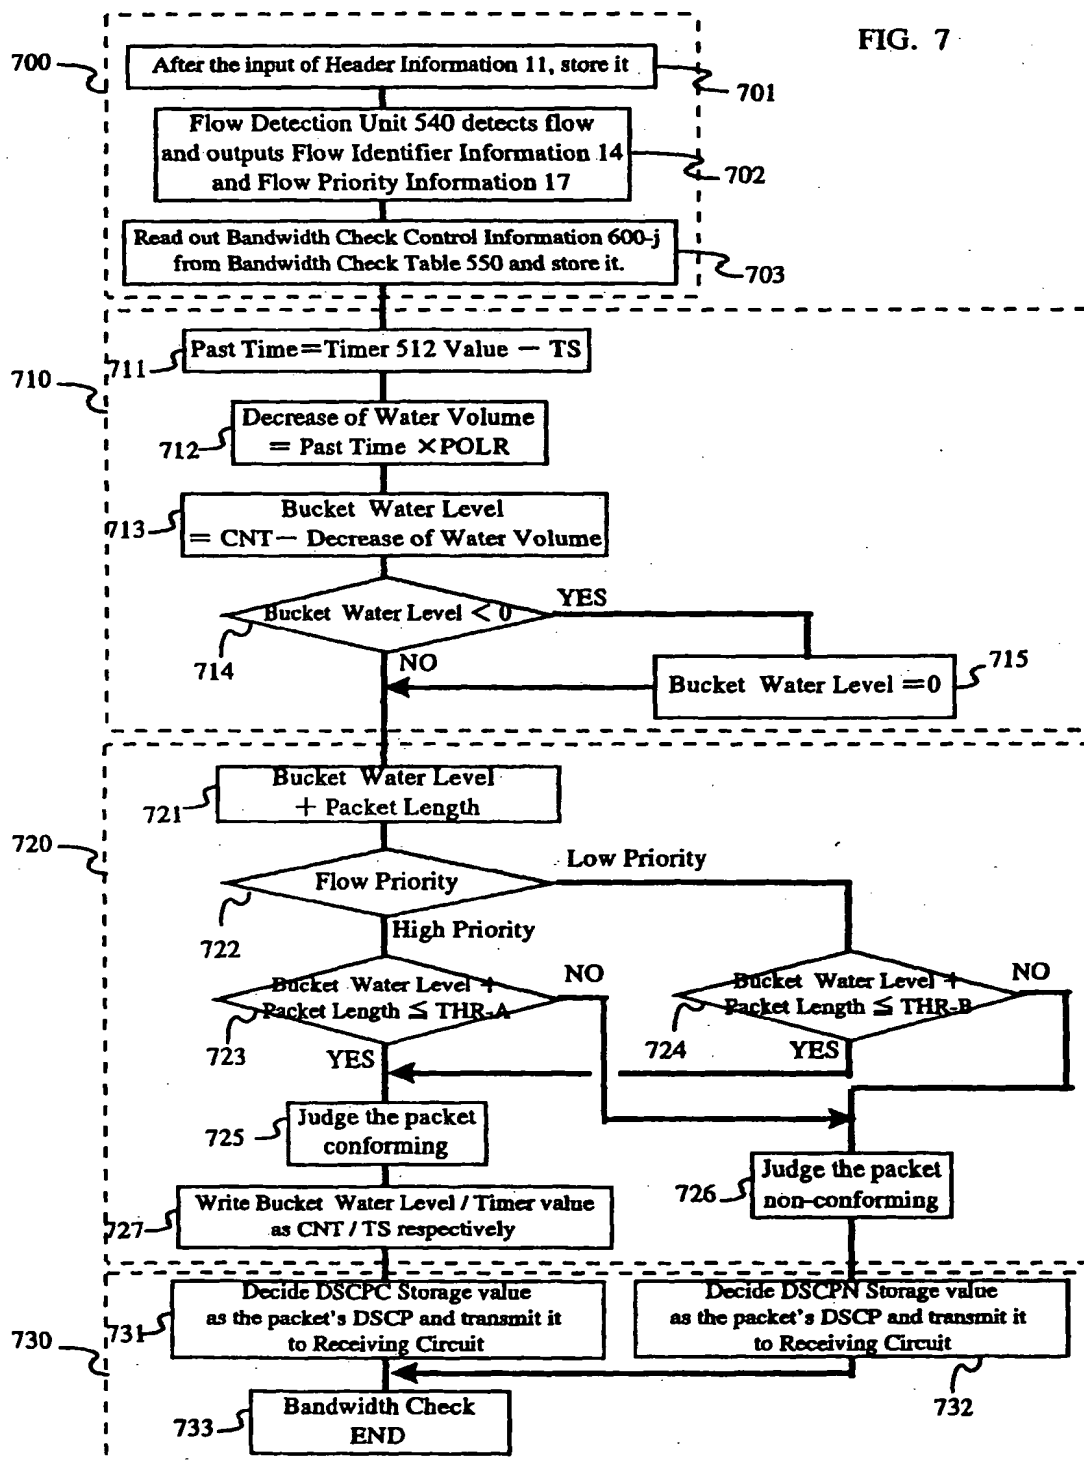 FIG. 7
700
After the input of Header Information 11, store it
701
Flow Detection Unit 540 detects flow
and outputs Flow Identifier Information 14
and Flow Priority Information 17
702
Read out Bandwidth Check Control Information 600-j
from Bandwidth Check Table 550 and store it.
703
710
711
Past Time=Timer 512 Value − TS
712
Decrease of Water Volume
= Past Time ×POLR
713
Bucket Water Level
= CNT− Decrease of Water Volume
Bucket Water Level < 0
YES
714
NO
715
Bucket Water Level =0
720
721
Bucket Water Level
+ Packet Length
Flow Priority
Low Priority
722
High Priority
Bucket Water Level +
Packet Length ≦ THR-A
NO
723
YES
Bucket Water Level +
Packet Length ≦ THR-B
NO
724
YES
725
Judge the packet
conforming
726
Judge the packet
non-conforming
727
Write Bucket Water Level / Timer value
as CNT / TS respectively
730
731
Decide DSCPC Storage value
as the packet's DSCP and transmit it
to Receiving Circuit
Decide DSCPN Storage value
as the packet's DSCP and transmit it
to Receiving Circuit
732
733
Bandwidth Check
END